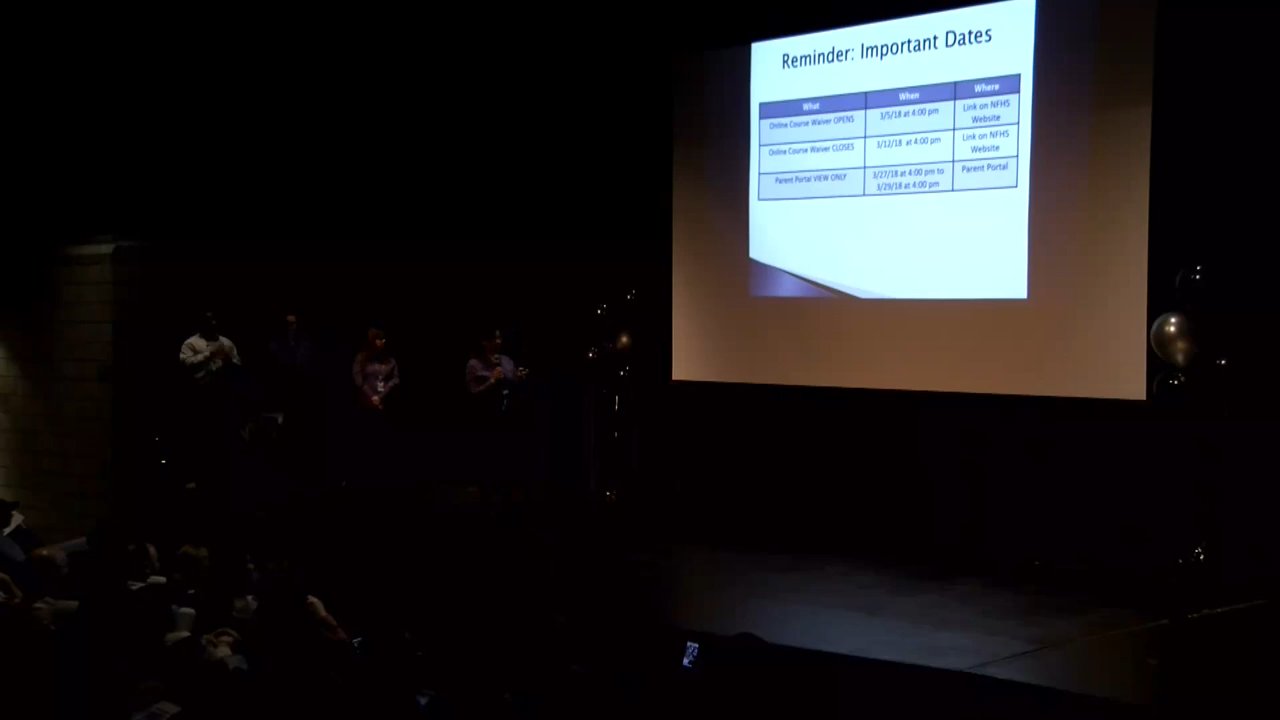 Reminder: Important Dates
What When Where
Online Course Waiver OPENS 3/5/18 at 4:00 pm Link on NFHS
Website
Online Course Waiver CLOSES 3/12/18 at 4:00 pm Link on NFHS
Website
Parent Portal VIEW ONLY 3/27/18 at 4:00 pm to
3/29/18 at 4:00 pm Parent Portal